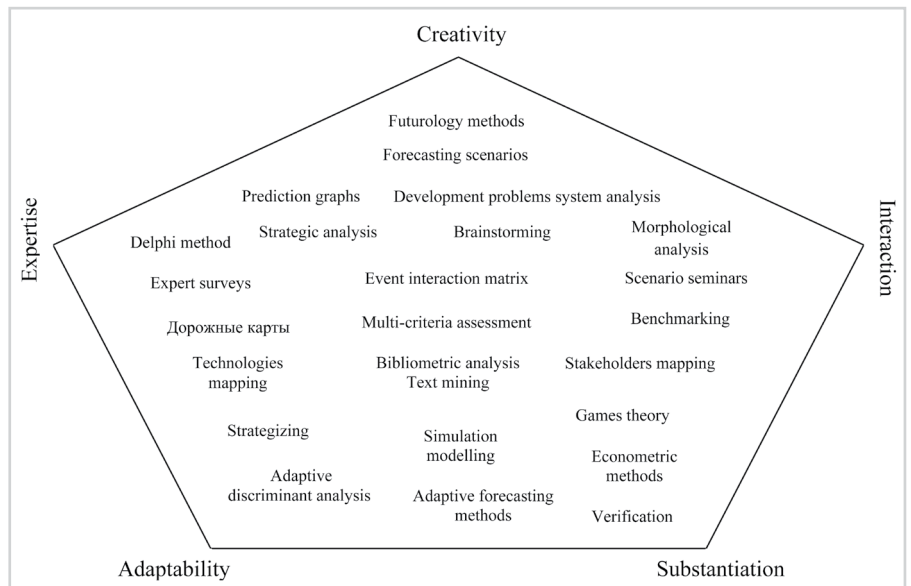 Creativity
Futurology methods
Forecasting scenarios
Prediction graphs
Development problems system analysis
Expertise
Interaction
Delphi method
Strategic analysis
Brainstorming
Morphological
analysis
Expert surveys
Event interaction matrix
Scenario seminars
Дорожные карты
Multi-criteria assessment
Benchmarking
Technologies
mapping
Bibliometric analysis
Text mining
Stakeholders mapping
Strategizing
Simulation
modelling
Games theory
Econometric
methods
Adaptive
discriminant analysis
Adaptive forecasting
methods
Verification
Adaptability
Substantiation